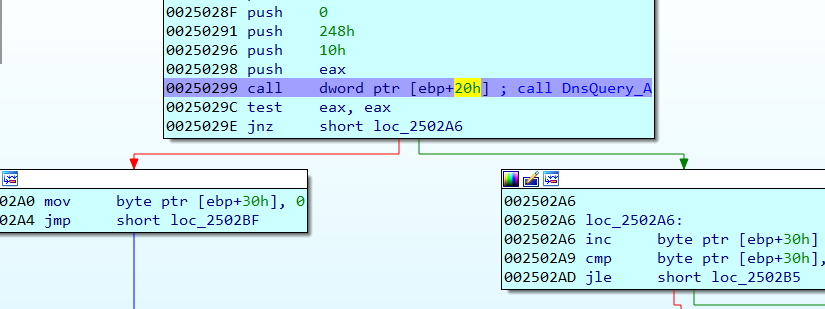 0025028F push 0
00250291 push 248h
00250296 push 10h
00250298 push eax
00250299 call dword ptr [ebp+20h] ; call DnsQuery_A
0025029C test eax, eax
0025029E jnz short loc_2502A6
02A0 mov byte ptr [ebp+30h], 0
02A4 jmp short loc_2502BF
002502A6
002502A6 loc_2502A6:
002502A6 inc byte ptr [ebp+30h]
002502A9 cmp byte ptr [ebp+30h],
002502AD jle short loc_2502B5